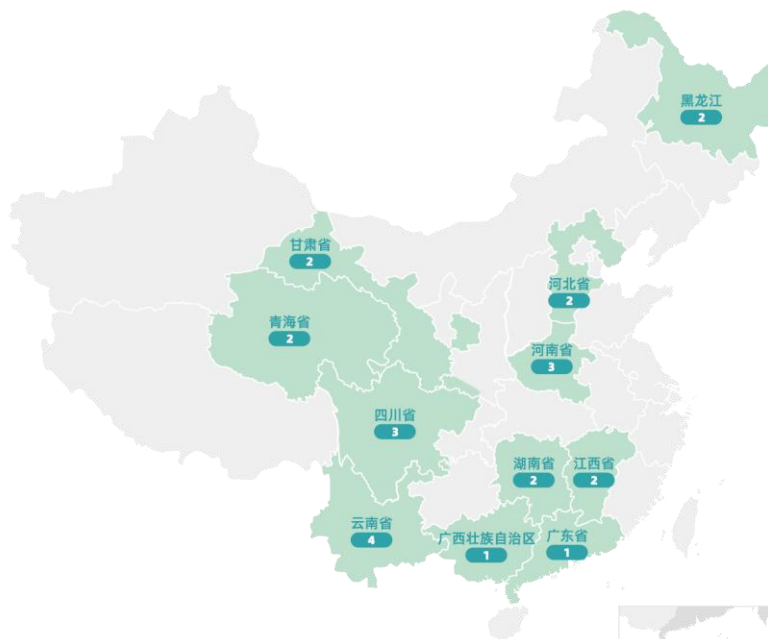 黑龙江
2
甘肃省
2
河北省
2
青海省
2
河南省
3
四川省
3
湖南省
2
江西省
2
云南省
4
广西壮族自治区
1
广东省
1